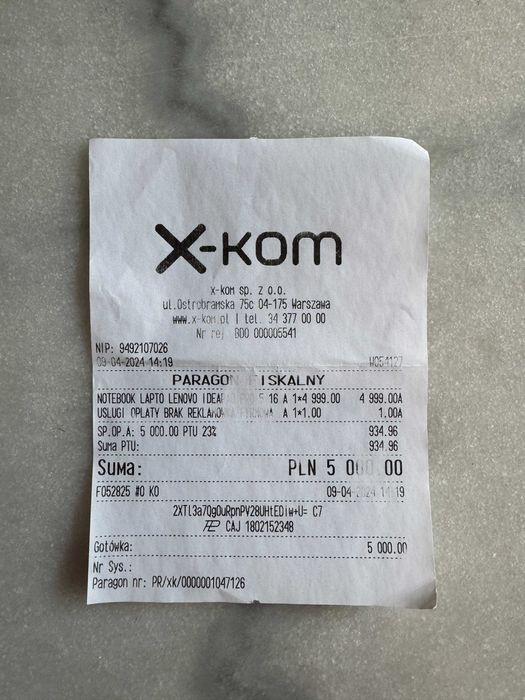 x-kom
x-kom sp. z o.o.
ul.Ostrobramska 75c 04-175 Warszawa
www.x-kom.pl | tel. 34 377 00 00
Nr rej. BDO 000005541
NIP: 9492107026
09-04-2024 14:19 W054127
PARAGON FISKALNY
NOTEBOOK LAPTO LENOVO IDEAPAD PRO 5 16 A 1*4 999.00 4 999.00A
USLUGI OPLATY BRAK A 1*1.00 1.00A
SP.OP.A: 5 000.00 PTU 23% 934.96
Suma PTU: 934.96
Suma: PLN 5 000.00
F052825 #0 KO 09-04-2024 14:19
2XTL3a7QgOuRpnPV28UHtEDiw+U= C7
CAJ 1802152348
Gotówka: 5 000.00
Nr Sys.:
Paragon nr: PR/xk/0000001047126